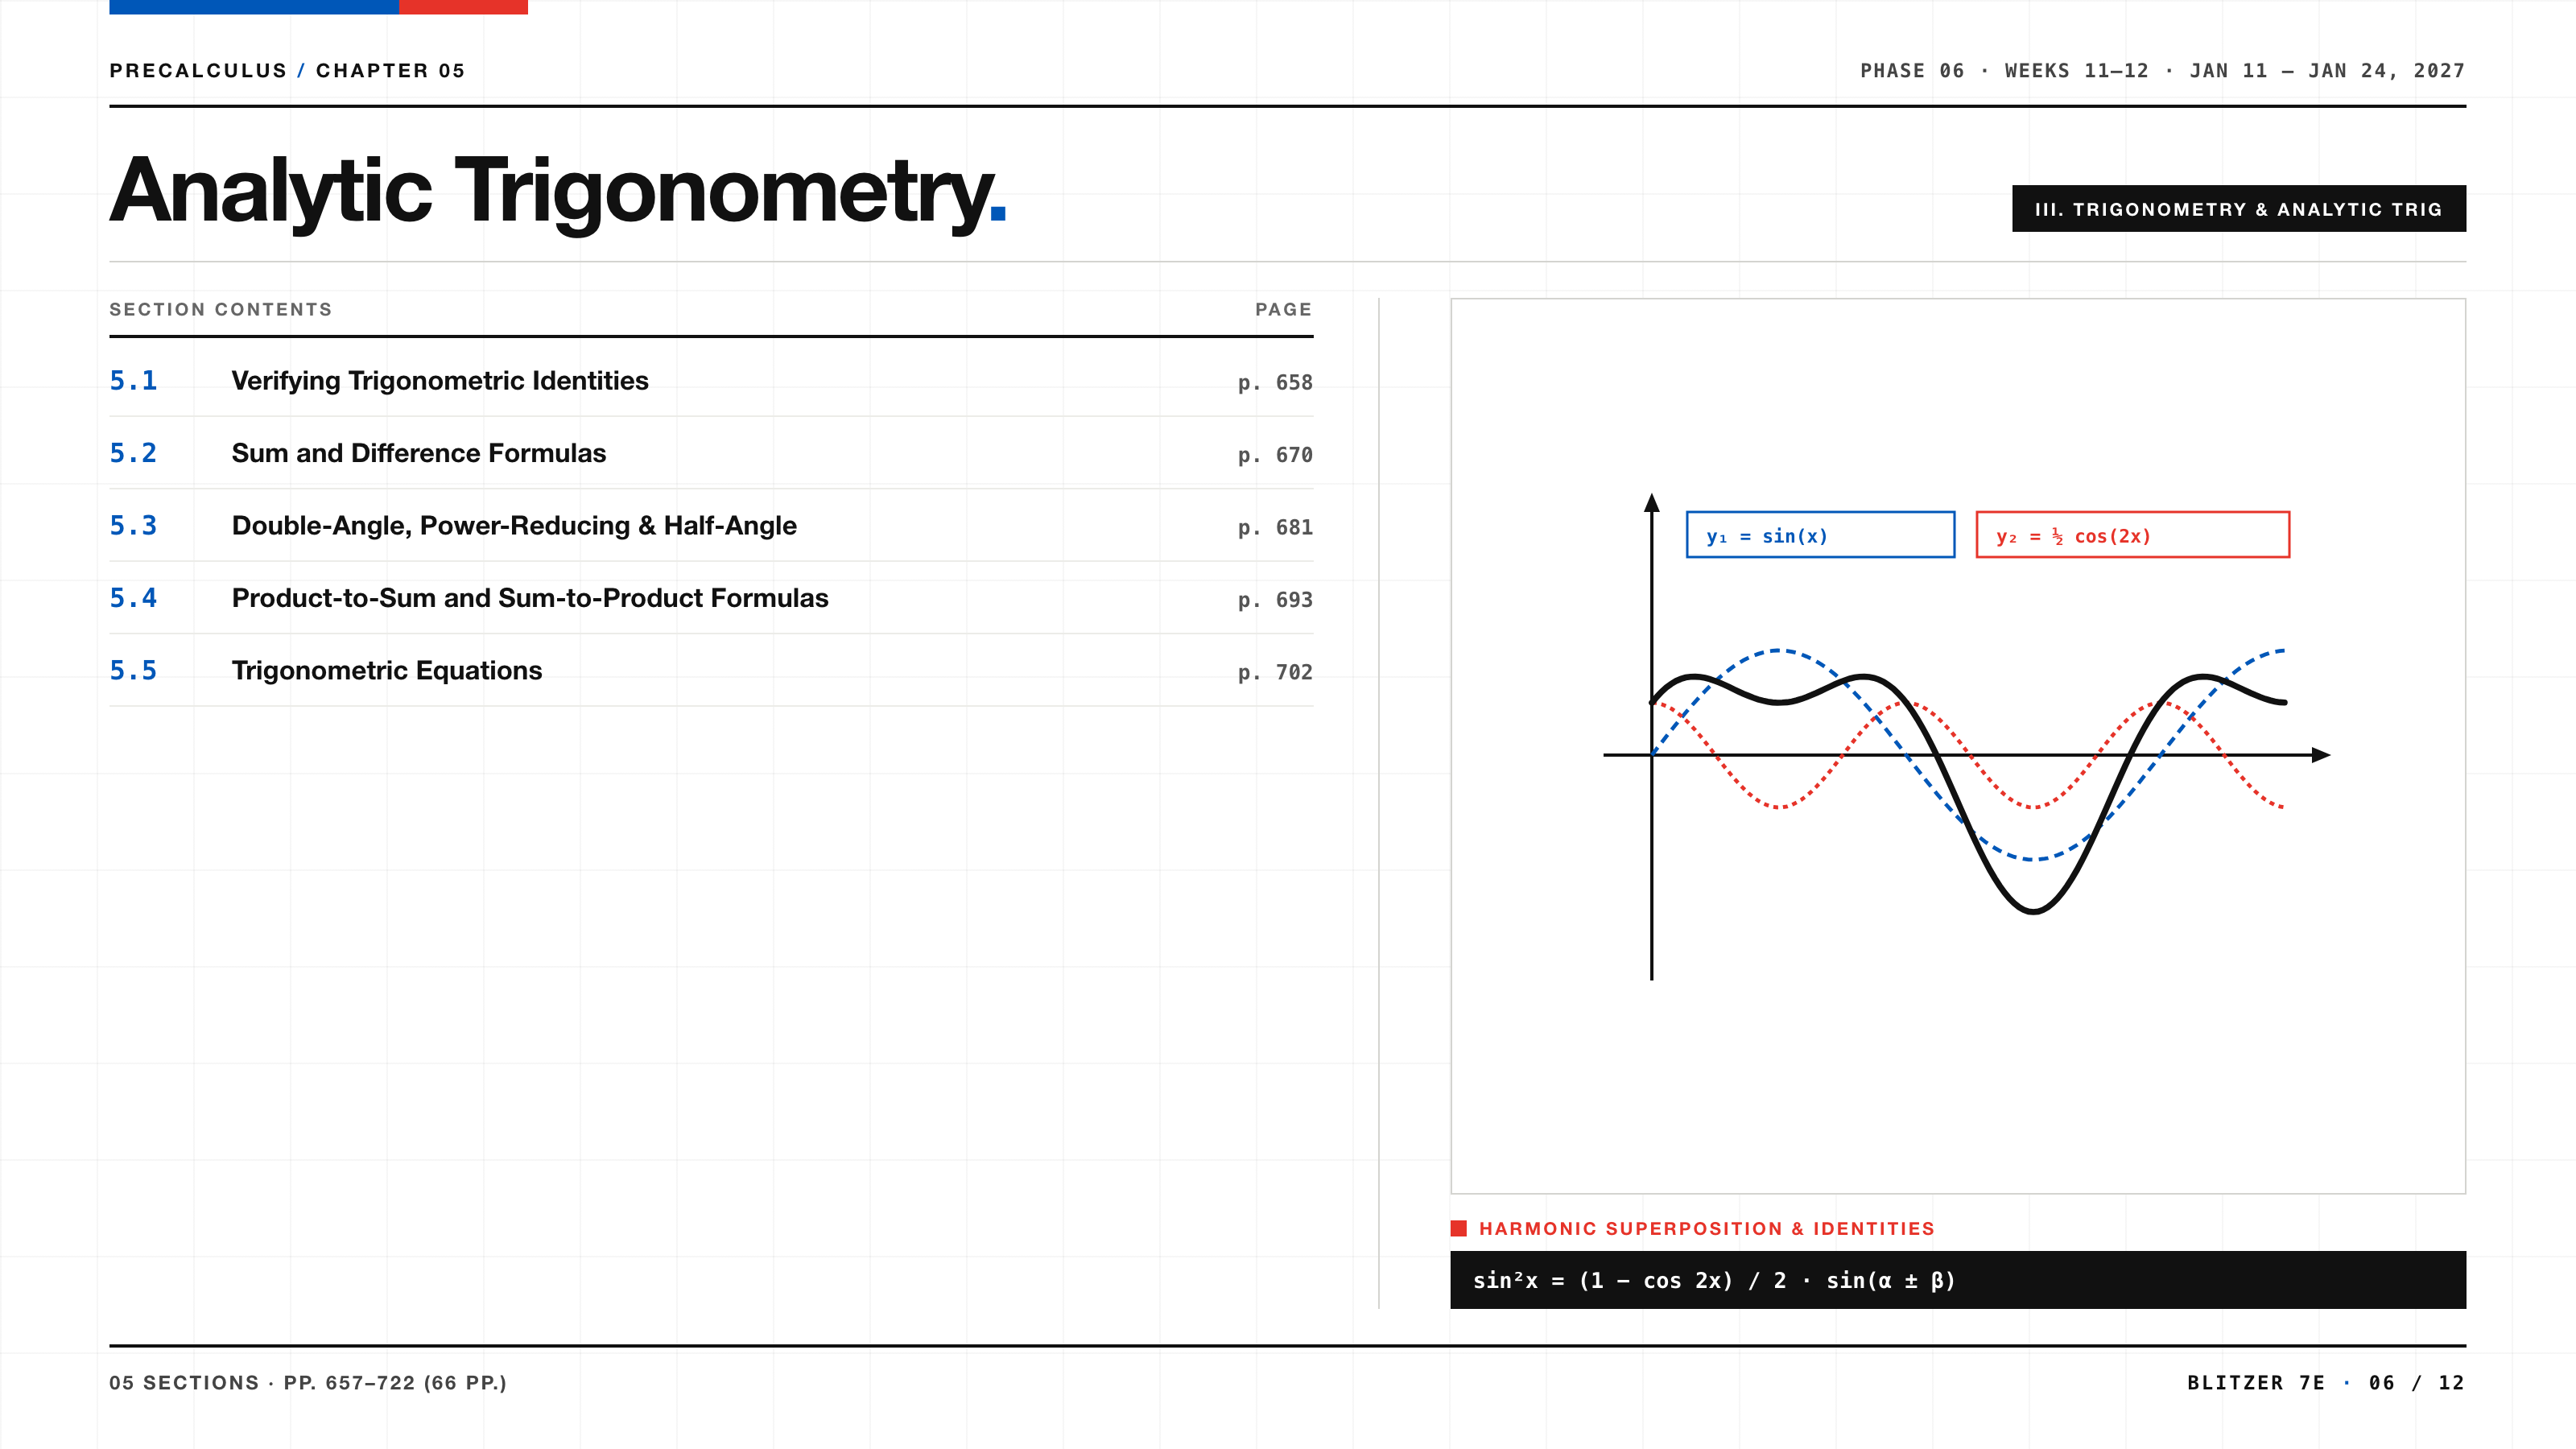 PRECALCULUS / CHAPTER 05
PHASE 06 · WEEKS 11–12 · JAN 11 – JAN 24, 2027
Analytic Trigonometry.
III. TRIGONOMETRY & ANALYTIC TRIG
SECTION CONTENTS PAGE
5.1 Verifying Trigonometric Identities p. 658
5.2 Sum and Difference Formulas p. 670
5.3 Double-Angle, Power-Reducing & Half-Angle p. 681
5.4 Product-to-Sum and Sum-to-Product Formulas p. 693
5.5 Trigonometric Equations p. 702
y₁ = sin(x)
y₂ = ½ cos(2x)
HARMONIC SUPERPOSITION & IDENTITIES
sin²x = (1 − cos 2x) / 2 · sin(α ± β)
05 SECTIONS · PP. 657–722 (66 PP.)
BLITZER 7E · 06 / 12